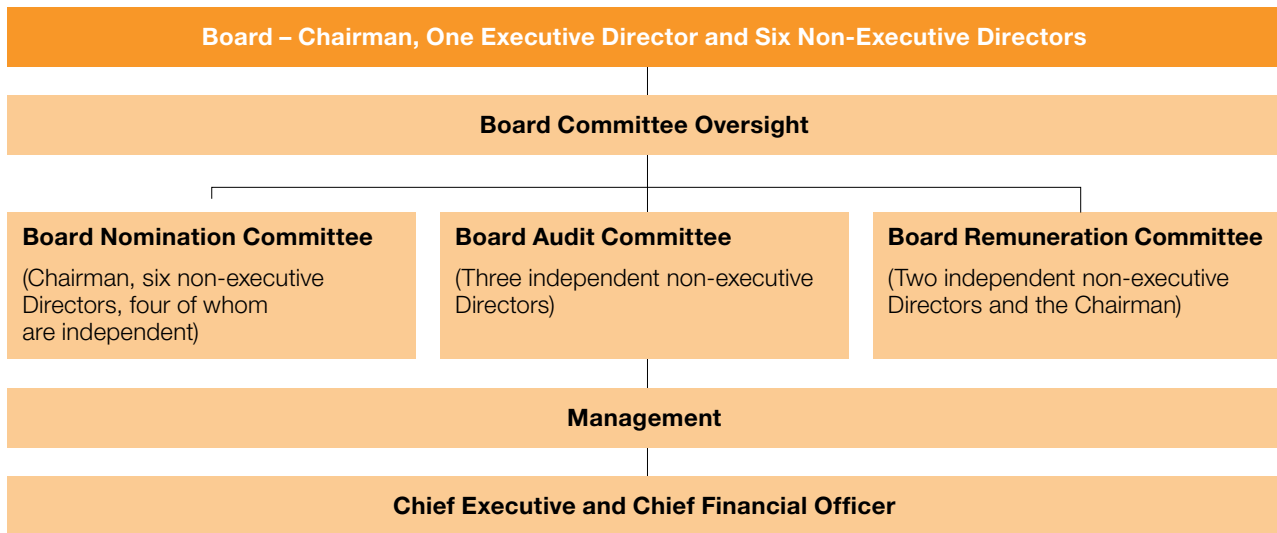 Board – Chairman, One Executive Director and Six Non-Executive Directors
Board Committee Oversight
Board Nomination Committee
(Chairman, six non-executive
Directors, four of whom
are independent)
Board Audit Committee
(Three independent non-executive
Directors)
Board Remuneration Committee
(Two independent non-executive
Directors and the Chairman)
Management
Chief Executive and Chief Financial Officer